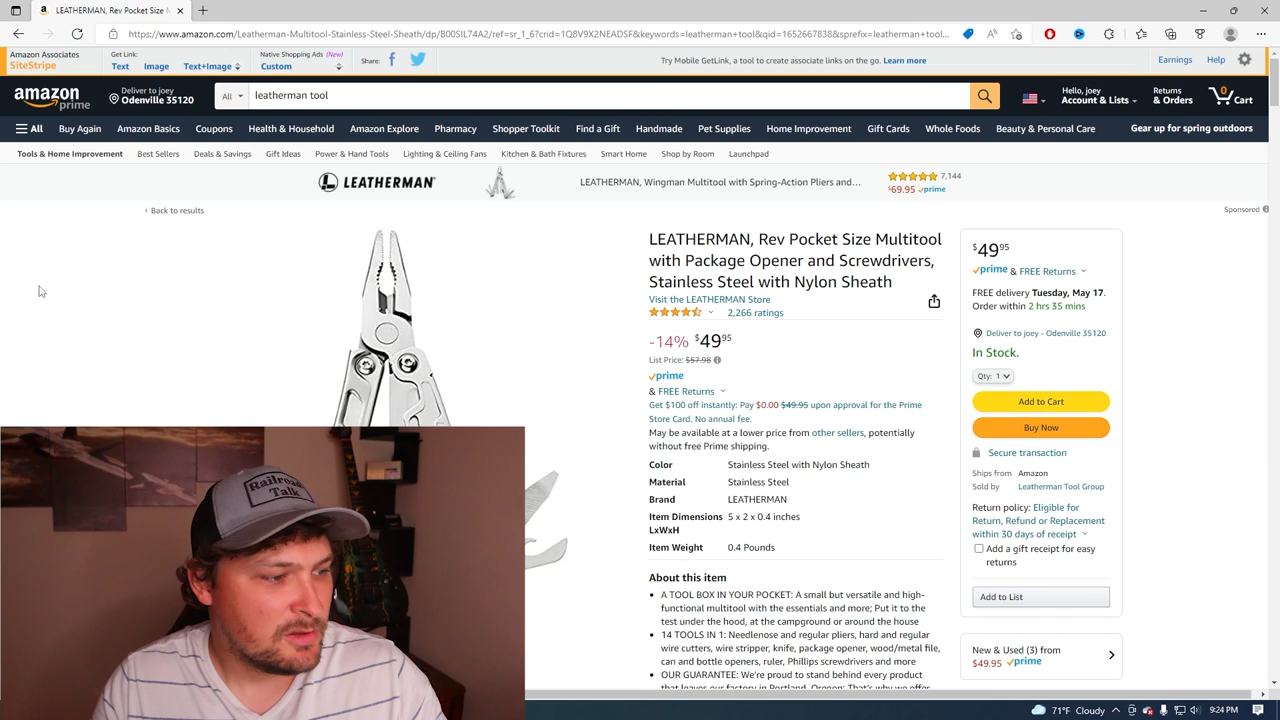 LEATHERMAN, Rev Pocket Size M
https://www.amazon.com/Leatherman-Multitool-Stainless-Steel-Sheath/dp/B00SIL74A2/ref=sr_1_6?crid=1Q8V9X2NEADSF&keywords=leatherman+tool&qid=1652667838&sprefix=leatherman+tool...
Amazon Associates
SiteStripe
Get Link:
Text Image Text+Image
Native Shopping Ads (New)
Custom
Share:
Try Mobile GetLink, a tool to create associate links on the go. Learn more
Earnings Help
amazon
prime
Deliver to joey
Odenville 35120
All
leatherman tool
Hello, joey
Account & Lists
Returns
& Orders
0
Cart
All Buy Again Amazon Basics Coupons Health & Household Amazon Explore Pharmacy Shopper Toolkit Find a Gift Handmade Pet Supplies Home Improvement Gift Cards Whole Foods Beauty & Personal Care Gear up for spring outdoors
Tools & Home Improvement Best Sellers Deals & Savings Gift Ideas Power & Hand Tools Lighting & Ceiling Fans Kitchen & Bath Fixtures Smart Home Shop by Room Launchpad
LEATHERMAN®
LEATHERMAN, Wingman Multitool with Spring-Action Pliers and...
7,144
$69.95 prime
‹ Back to results
Sponsored
LEATHERMAN, Rev Pocket Size Multitool
with Package Opener and Screwdrivers,
Stainless Steel with Nylon Sheath
Visit the LEATHERMAN Store
2,266 ratings
-14% $49.95
List Price: $57.98
prime
& FREE Returns
Get $100 off instantly: Pay $0.00 $49.95 upon approval for the Prime
Store Card. No annual fee.
May be available at a lower price from other sellers, potentially
without free Prime shipping.
Color Stainless Steel with Nylon Sheath
Material Stainless Steel
Brand LEATHERMAN
Item Dimensions 5 x 2 x 0.4 inches
LxWxH
Item Weight 0.4 Pounds
About this item
• A TOOL BOX IN YOUR POCKET: A small but versatile and high-
functional multitool with the essentials and more; Put it to the
test under the hood, at the campground or around the house
• 14 TOOLS IN 1: Needlenose and regular pliers, hard and regular
wire cutters, wire stripper, knife, package opener, wood/metal file,
can and bottle openers, ruler, Phillips screwdrivers and more
• OUR GUARANTEE: We're proud to stand behind every product
that leaves our factory in Portland, Oregon; That's why we offer
$49.95
prime & FREE Returns
FREE delivery Tuesday, May 17.
Order within 2 hrs 35 mins
Deliver to joey - Odenville 35120
In Stock.
Qty: 1
Add to Cart
Buy Now
Secure transaction
Ships from Amazon
Sold by Leatherman Tool Group
Return policy: Eligible for
Return, Refund or Replacement
within 30 days of receipt
Add a gift receipt for easy
returns
Add to List
New & Used (3) from
$49.95 prime
Railroad
Talk
71°F Cloudy
9:24 PM